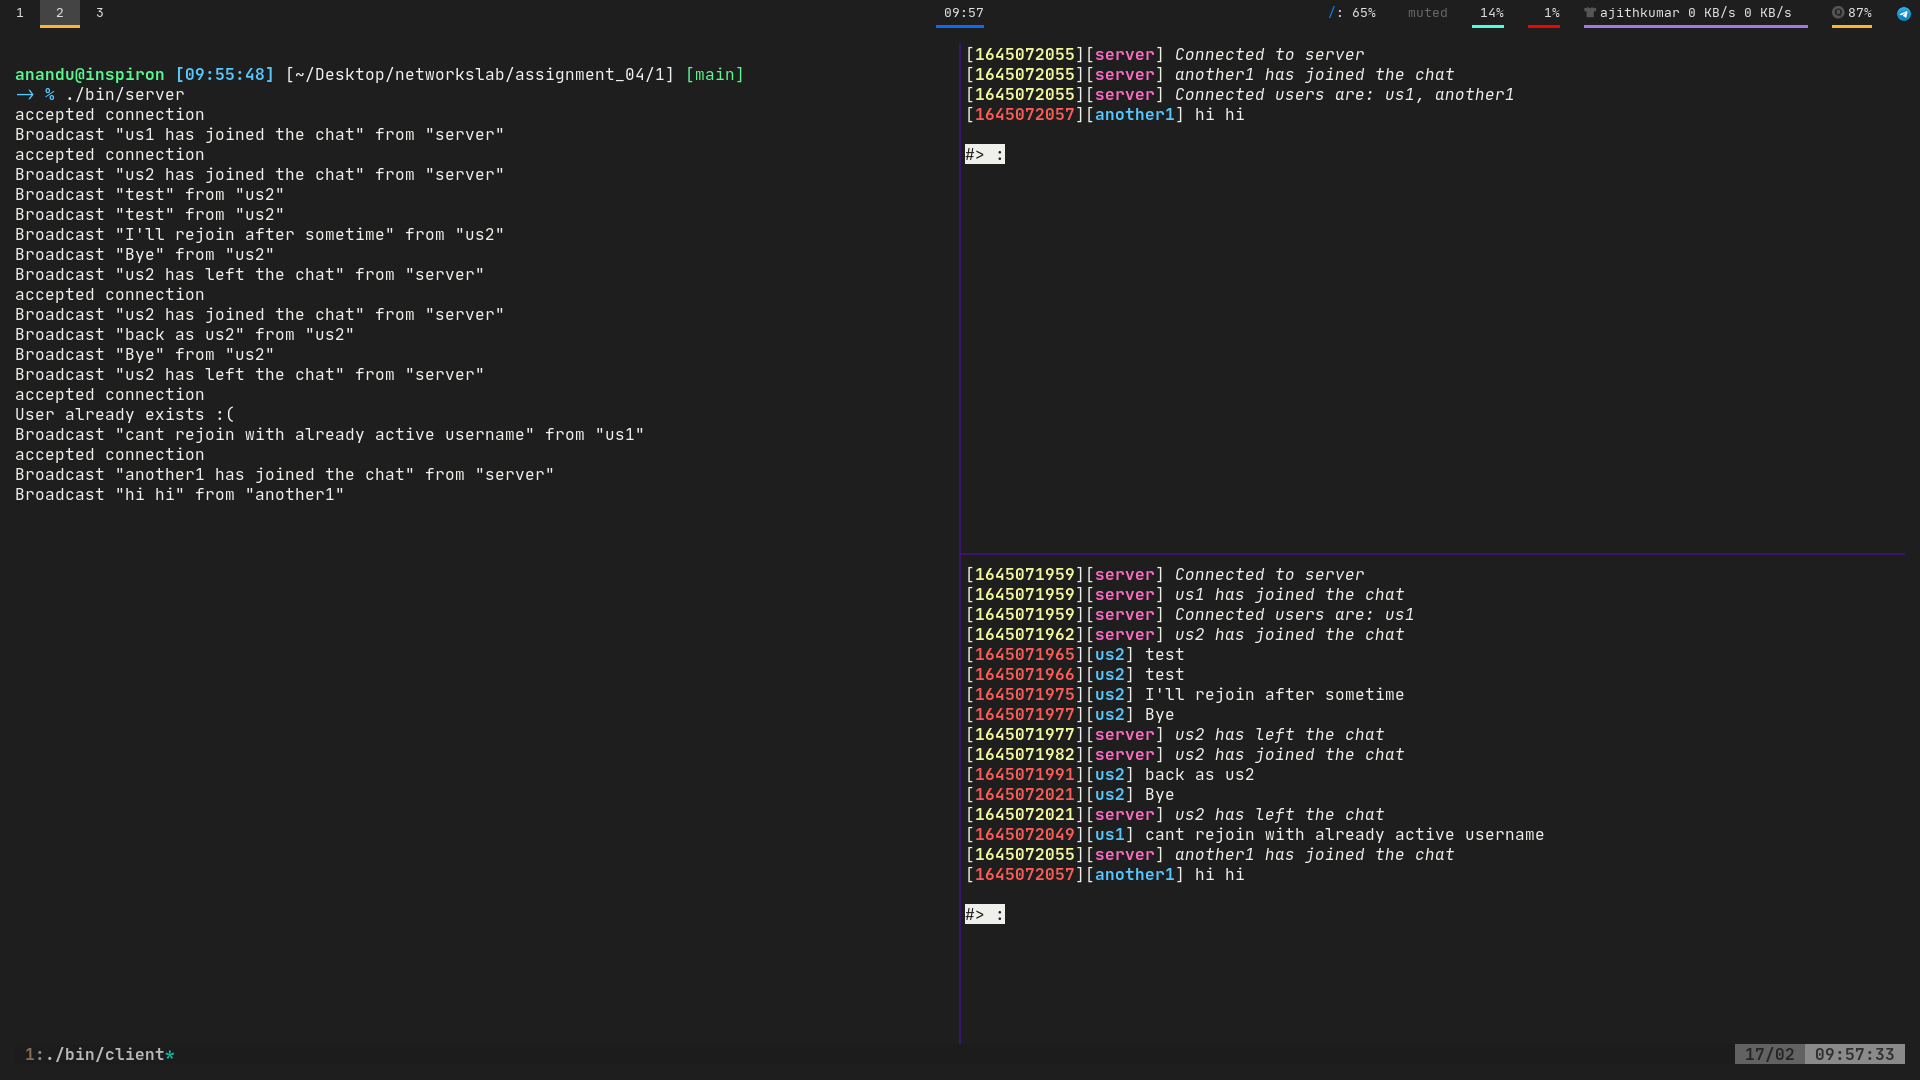 1 2 3 09:57 /: 65% muted 14% 1% ajithkumar 0 KB/s 0 KB/s 87%
anandu@inspiron [09:55:48] [~/Desktop/networkslab/assignment_04/1] [main]
—> % ./bin/server
accepted connection
Broadcast "us1 has joined the chat" from "server"
accepted connection
Broadcast "us2 has joined the chat" from "server"
Broadcast "test" from "us2"
Broadcast "test" from "us2"
Broadcast "I'll rejoin after sometime" from "us2"
Broadcast "Bye" from "us2"
Broadcast "us2 has left the chat" from "server"
accepted connection
Broadcast "us2 has joined the chat" from "server"
Broadcast "back as us2" from "us2"
Broadcast "Bye" from "us2"
Broadcast "us2 has left the chat" from "server"
accepted connection
User already exists :(
Broadcast "cant rejoin with already active username" from "us1"
accepted connection
Broadcast "another1 has joined the chat" from "server"
Broadcast "hi hi" from "another1"
[1645072055][server] Connected to server
[1645072055][server] another1 has joined the chat
[1645072055][server] Connected users are: us1, another1
[1645072057][another1] hi hi
#> :
[1645071959][server] Connected to server
[1645071959][server] us1 has joined the chat
[1645071959][server] Connected users are: us1
[1645071962][server] us2 has joined the chat
[1645071965][us2] test
[1645071966][us2] test
[1645071975][us2] I'll rejoin after sometime
[1645071977][us2] Bye
[1645071977][server] us2 has left the chat
[1645071982][server] us2 has joined the chat
[1645071991][us2] back as us2
[1645072021][us2] Bye
[1645072021][server] us2 has left the chat
[1645072049][us1] cant rejoin with already active username
[1645072055][server] another1 has joined the chat
[1645072057][another1] hi hi
#> :
1:./bin/client* 17/02 09:57:33